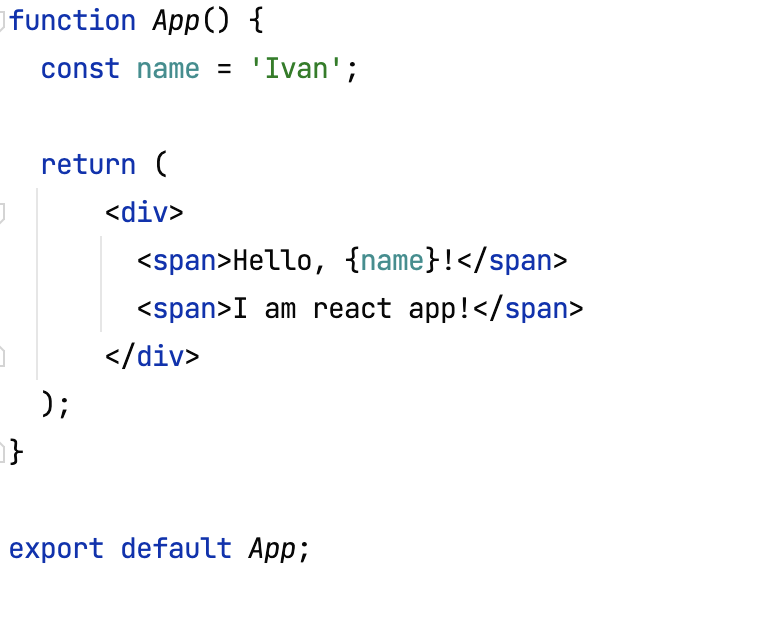 function App() {
  const name = 'Ivan';

  return (
      <div>
        <span>Hello, {name}!</span>
        <span>I am react app!</span>
      </div>
  );
}

export default App;